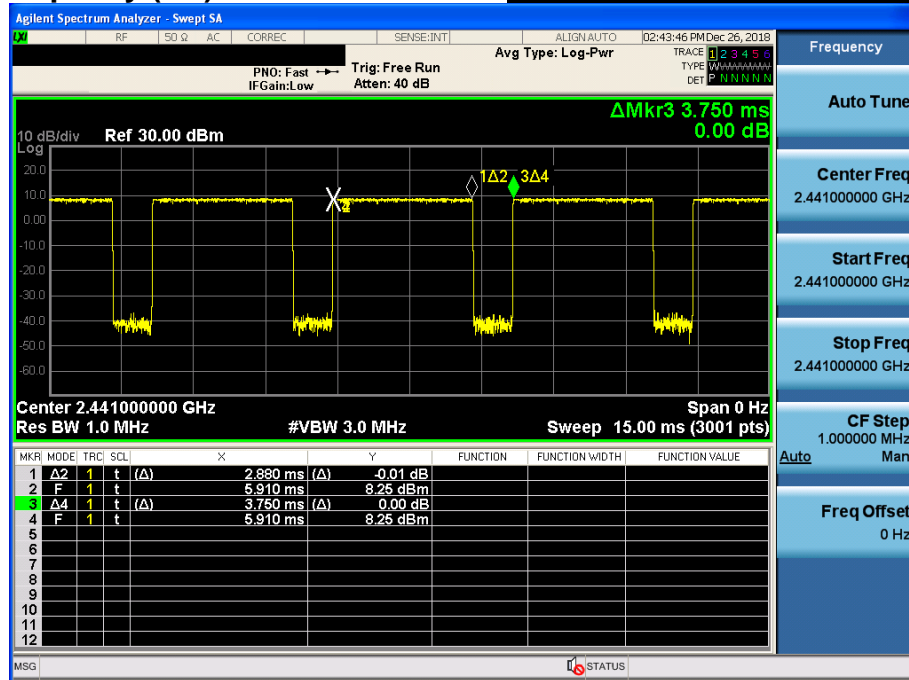 Agilent Spectrum Analyzer - Swept SA
LXI RF 50 Ω AC CORREC SENSE:INT ALIGN AUTO 02:43:46 PM Dec 26, 2018
Avg Type: Log-Pwr TRACE 1 2 3 4 5 6
PNO: Fast Trig: Free Run TYPE WWWWWW
IFGain:Low Atten: 40 dB DET P N N N N N
ΔMkr3 3.750 ms
0.00 dB
10 dB/div Ref 30.00 dBm
Log
20.0
10.0
0.00
-10.0
-20.0
-30.0
-40.0
-50.0
-60.0
1Δ2 3Δ4
Center 2.441000000 GHz Span 0 Hz
Res BW 1.0 MHz #VBW 3.0 MHz Sweep 15.00 ms (3001 pts)
MKR MODE TRC SCL X Y FUNCTION FUNCTION WIDTH FUNCTION VALUE
1 Δ2 1 t (Δ) 2.880 ms (Δ) -0.01 dB
2 F 1 t 5.910 ms 8.25 dBm
3 Δ4 1 t (Δ) 3.750 ms (Δ) 0.00 dB
4 F 1 t 5.910 ms 8.25 dBm
5
6
7
8
9
10
11
12
MSG STATUS
Frequency
Auto Tune
Center Freq
2.441000000 GHz
Start Freq
2.441000000 GHz
Stop Freq
2.441000000 GHz
CF Step
1.000000 MHz
Auto Man
Freq Offset
0 Hz